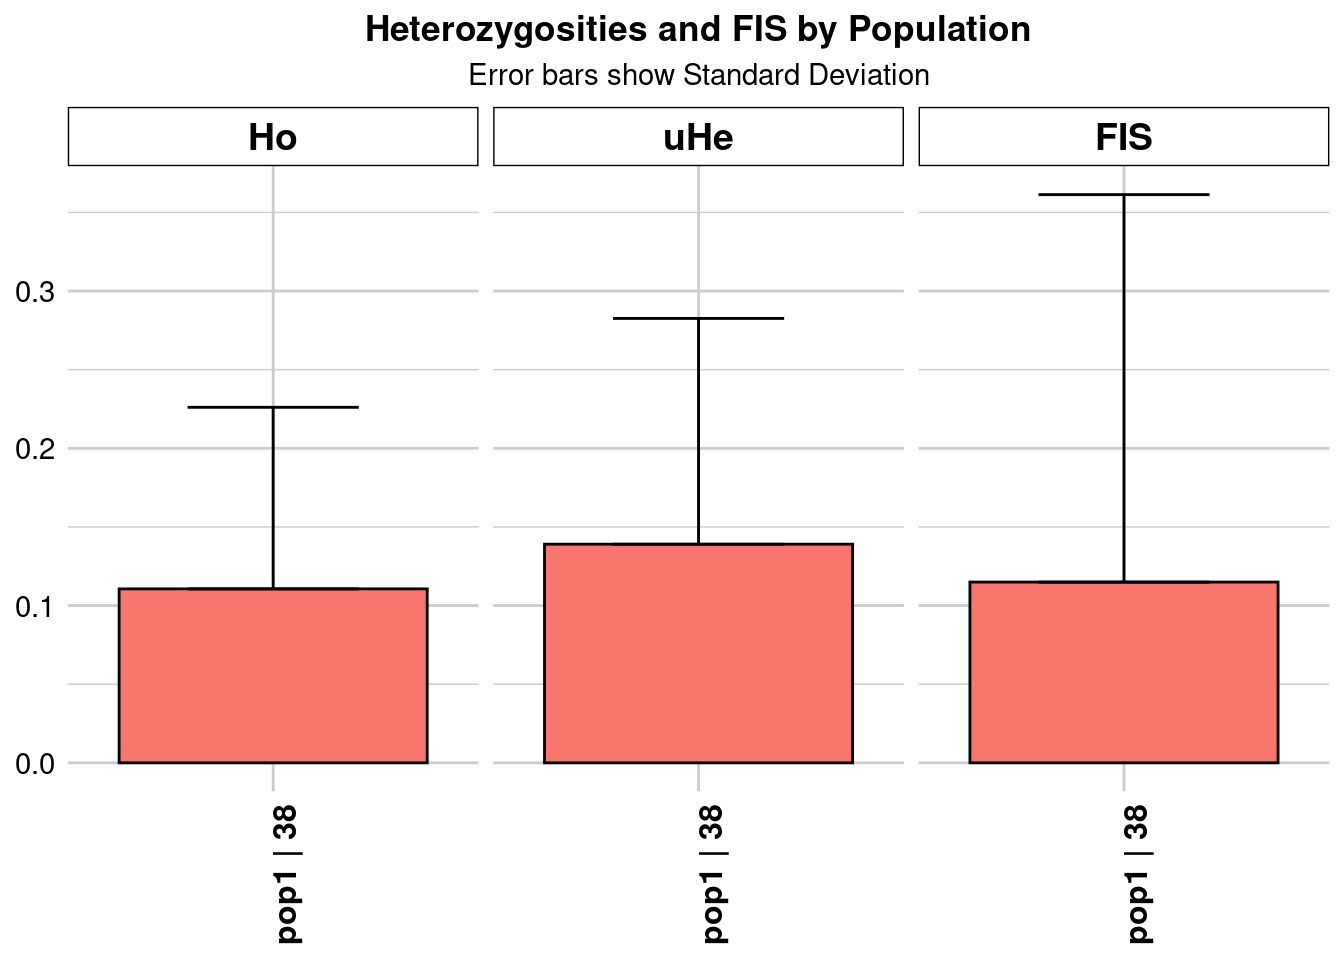 Heterozygosities and FIS by Population
Error bars show Standard Deviation
Ho
uHe
FIS
0.3
0.2
0.1
0.0
pop1 | 38
pop1 | 38
pop1 | 38